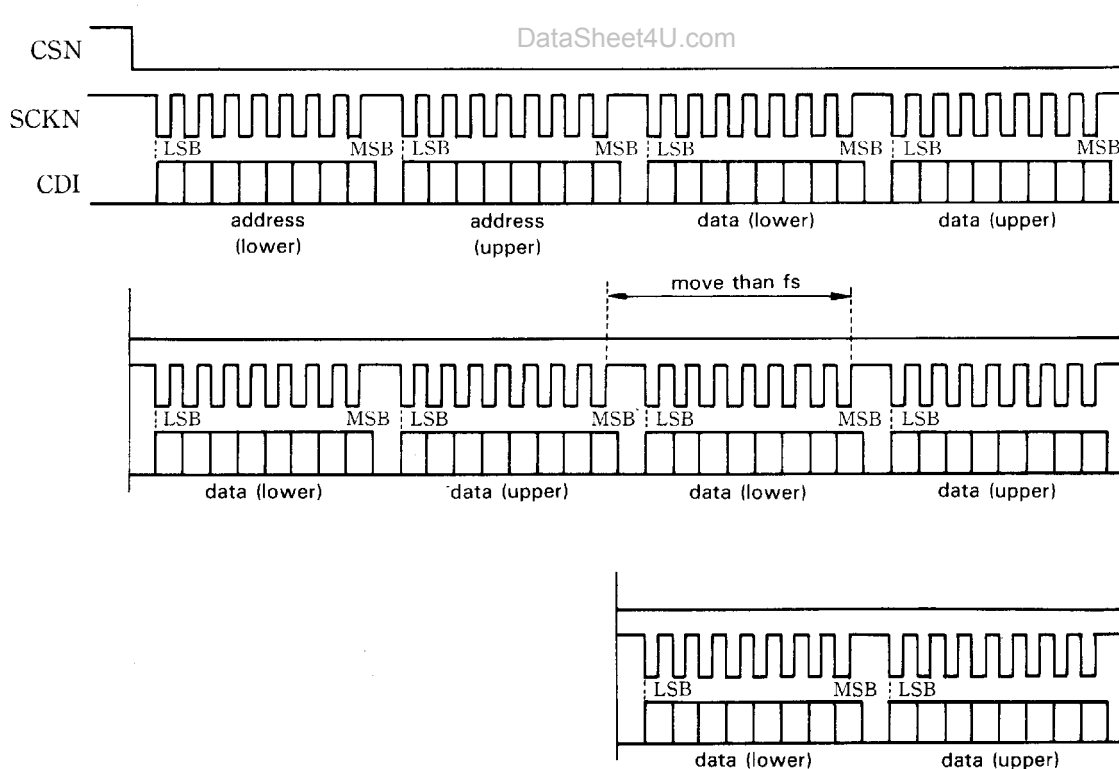 DataSheet4U.com
CSN
SCKN
LSB MSB LSB MSB LSB MSB LSB MSB
CDI
address (lower) address (upper) data (lower) data (upper)
move than fs
LSB MSB LSB MSB LSB MSB LSB
data (lower) data (upper) data (lower) data (upper)
LSB MSB LSB
data (lower) data (upper)